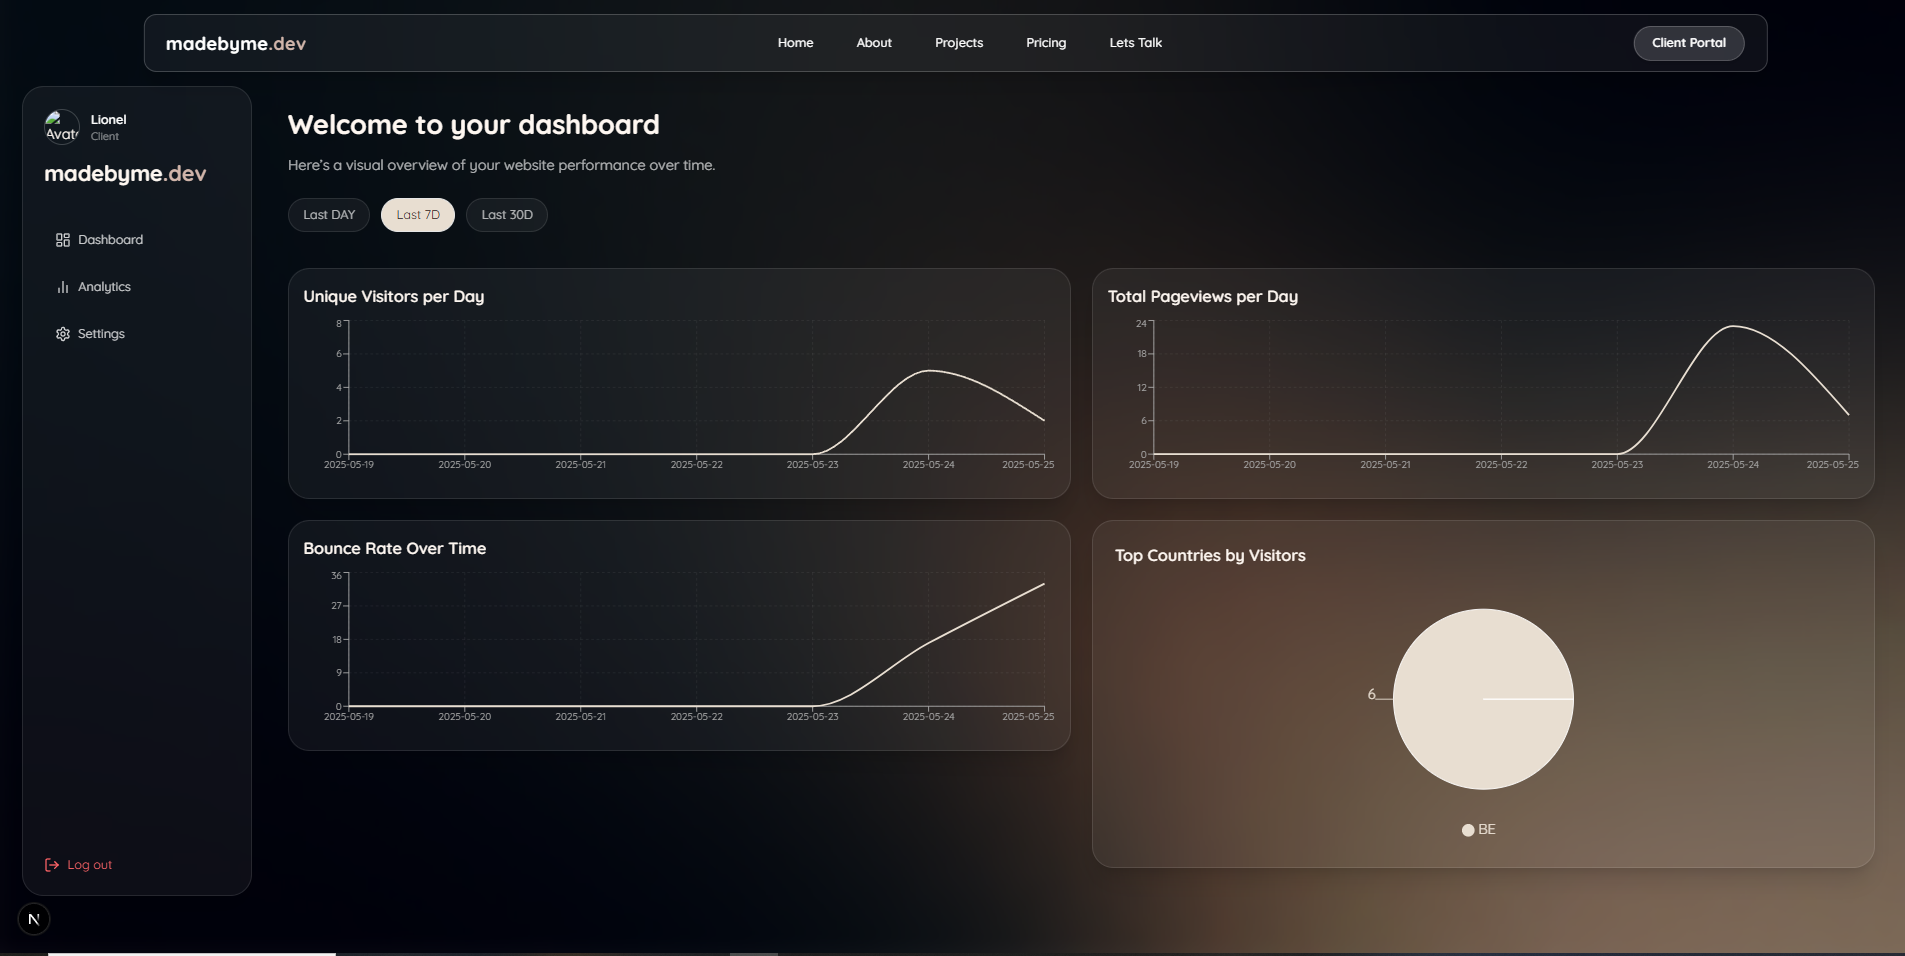 madebyme.dev
Home About Projects Pricing Lets Talk
Client Portal
Avat
Lionel
Client
madebyme.dev
Dashboard
Analytics
Settings
Log out
N
Welcome to your dashboard
Here's a visual overview of your website performance over time.
Last DAY Last 7D Last 30D
Unique Visitors per Day
8
6
4
2
0
2025-05-19 2025-05-20 2025-05-21 2025-05-22 2025-05-23 2025-05-24 2025-05-25
Total Pageviews per Day
24
18
12
6
0
2025-05-19 2025-05-20 2025-05-21 2025-05-22 2025-05-23 2025-05-24 2025-05-25
Bounce Rate Over Time
36
27
18
9
0
2025-05-19 2025-05-20 2025-05-21 2025-05-22 2025-05-23 2025-05-24 2025-05-25
Top Countries by Visitors
6
BE